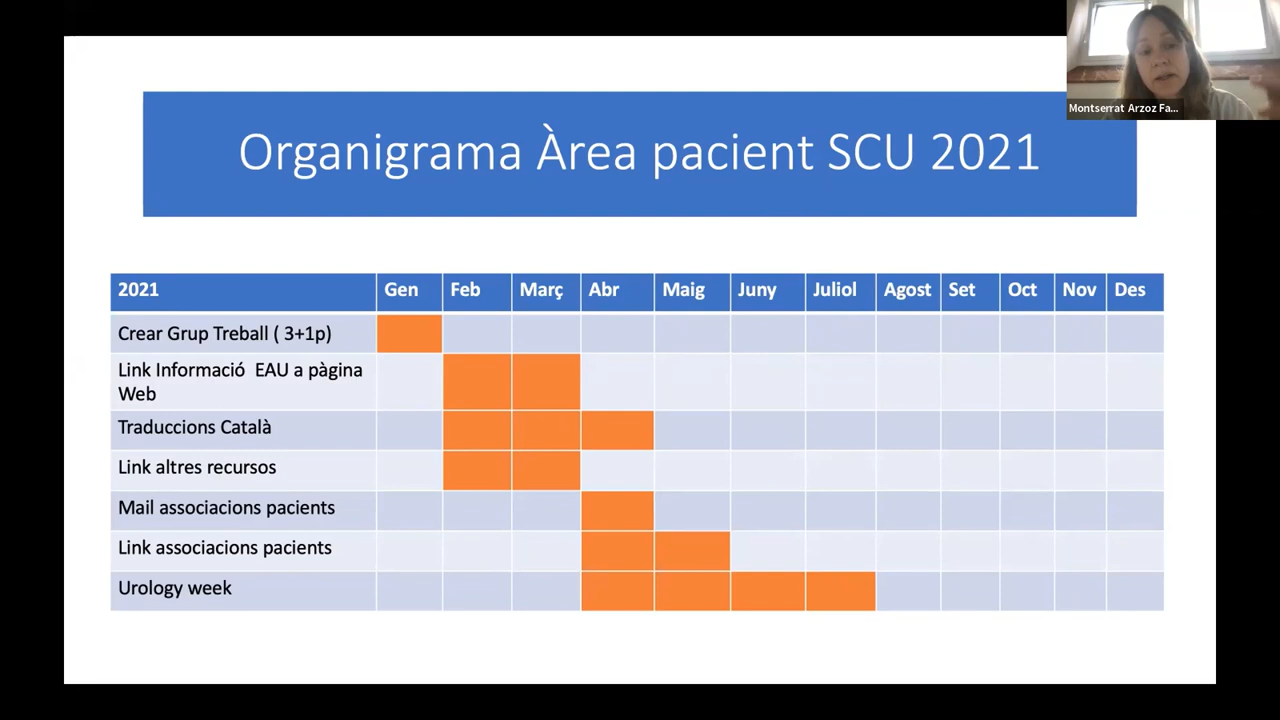 Montserrat Arzoz Fa...
Organigrama Àrea pacient SCU 2021
2021 Gen Feb Març Abr Maig Juny Juliol Agost Set Oct Nov Des
Crear Grup Treball ( 3+1p)
Link Informació EAU a pàgina
Web
Traduccions Català
Link altres recursos
Mail associacions pacients
Link associacions pacients
Urology week